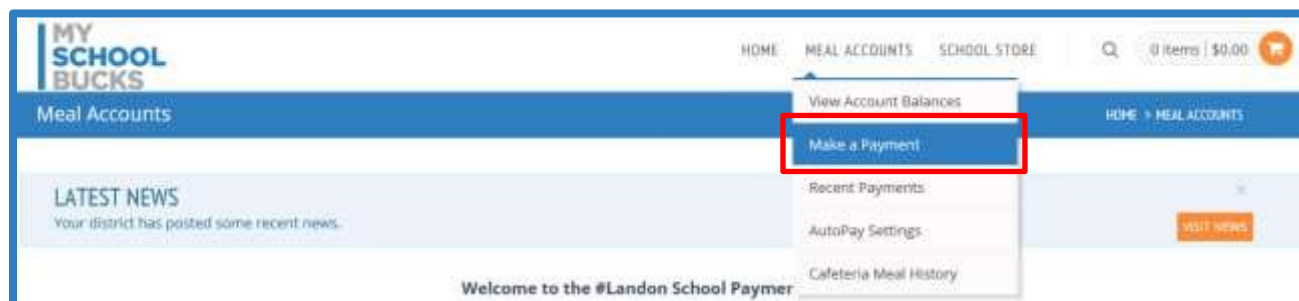 MY
SCHOOL
BUCKS
HOME MEAL ACCOUNTS SCHOOL STORE 0 items | $0.00
Meal Accounts
HOME > MEAL ACCOUNTS
View Account Balances
Make a Payment
Recent Payments
AutoPay Settings
Cafeteria Meal History
LATEST NEWS
Your district has posted some recent news.
VISIT NEWS
Welcome to the #Landon School Paymer